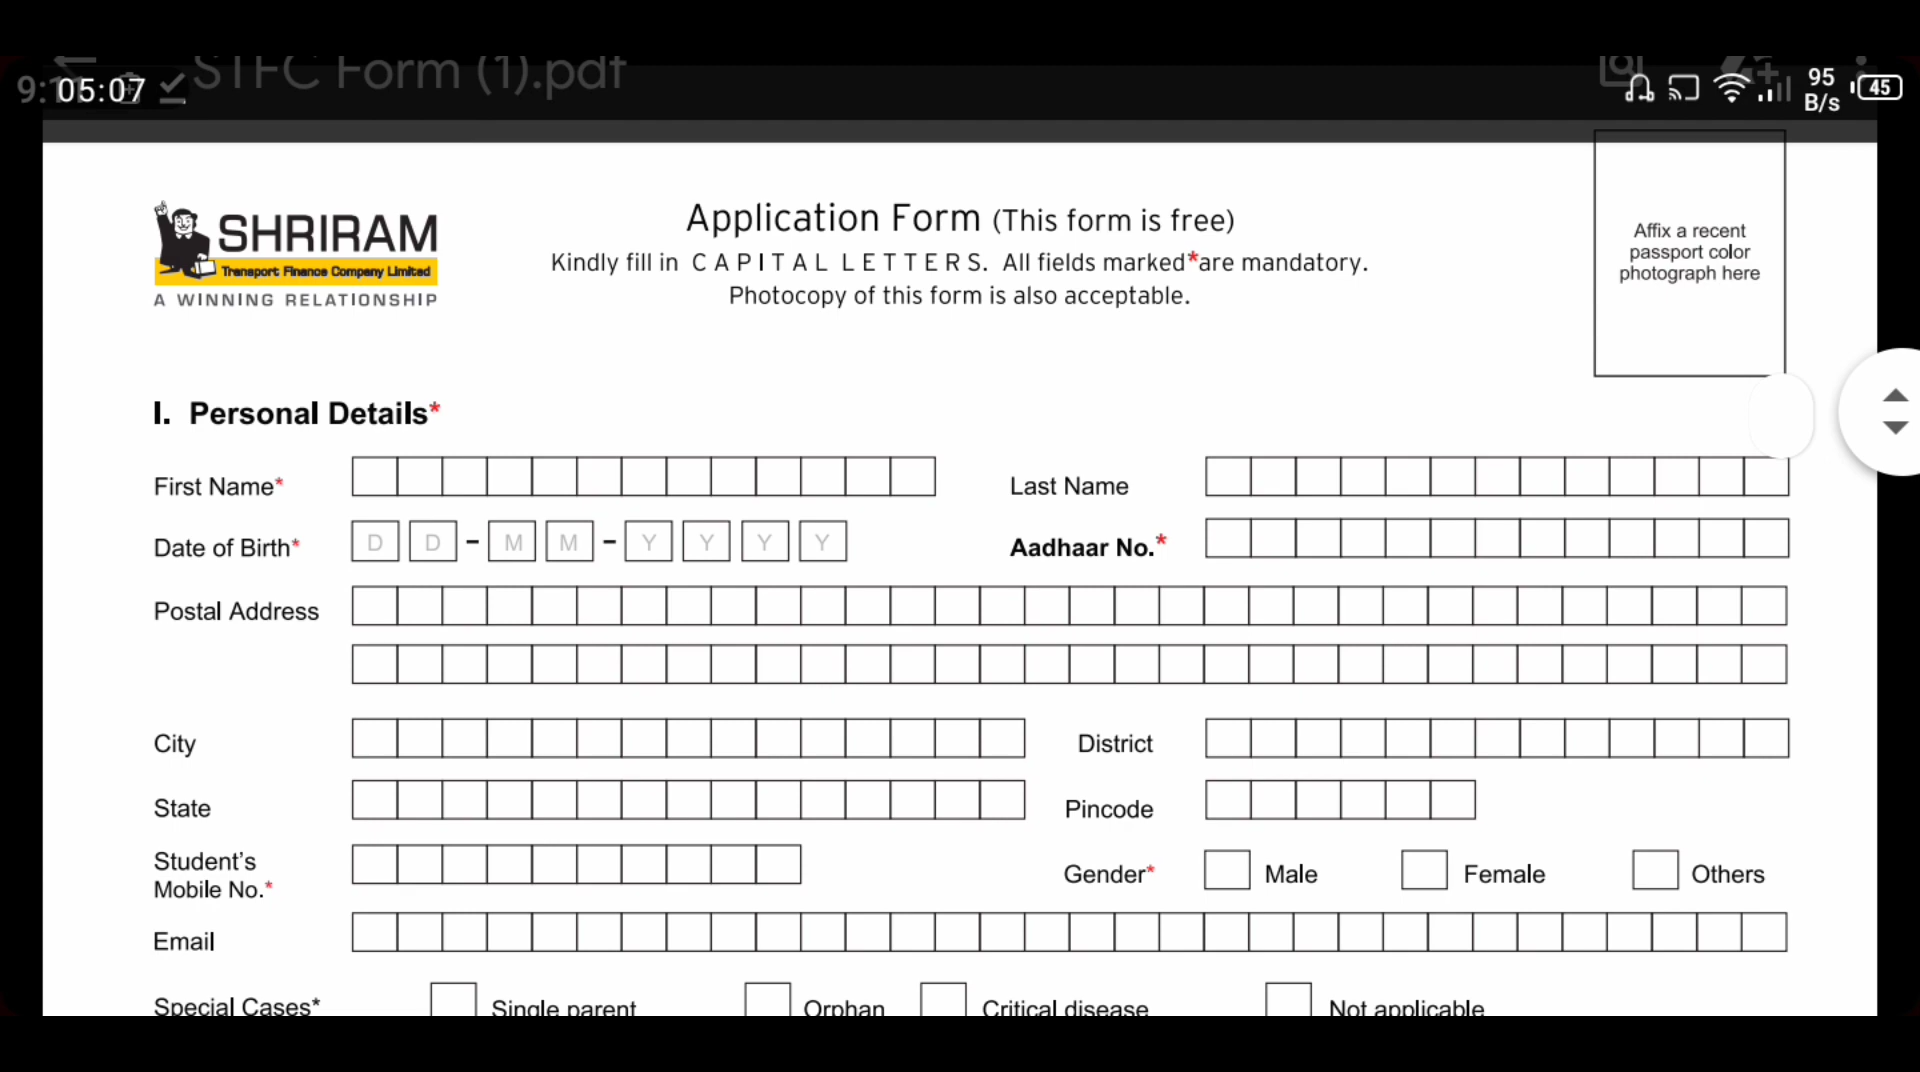 STFC Form (1).pdf
05:07
95
B/s
45
SHRIRAM
Transport Finance Company Limited
A WINNING RELATIONSHIP
Application Form (This form is free)
Kindly fill in CAPITAL LETTERS. All fields marked*are mandatory.
Photocopy of this form is also acceptable.
Affix a recent
passport color
photograph here
I. Personal Details*
First Name*
Last Name
Date of Birth* D D - M M - Y Y Y Y
Aadhaar No.*
Postal Address
City
District
State
Pincode
Student's
Mobile No.*
Gender* Male Female Others
Email
Special Cases* Single parent Orphan Critical disease Not applicable